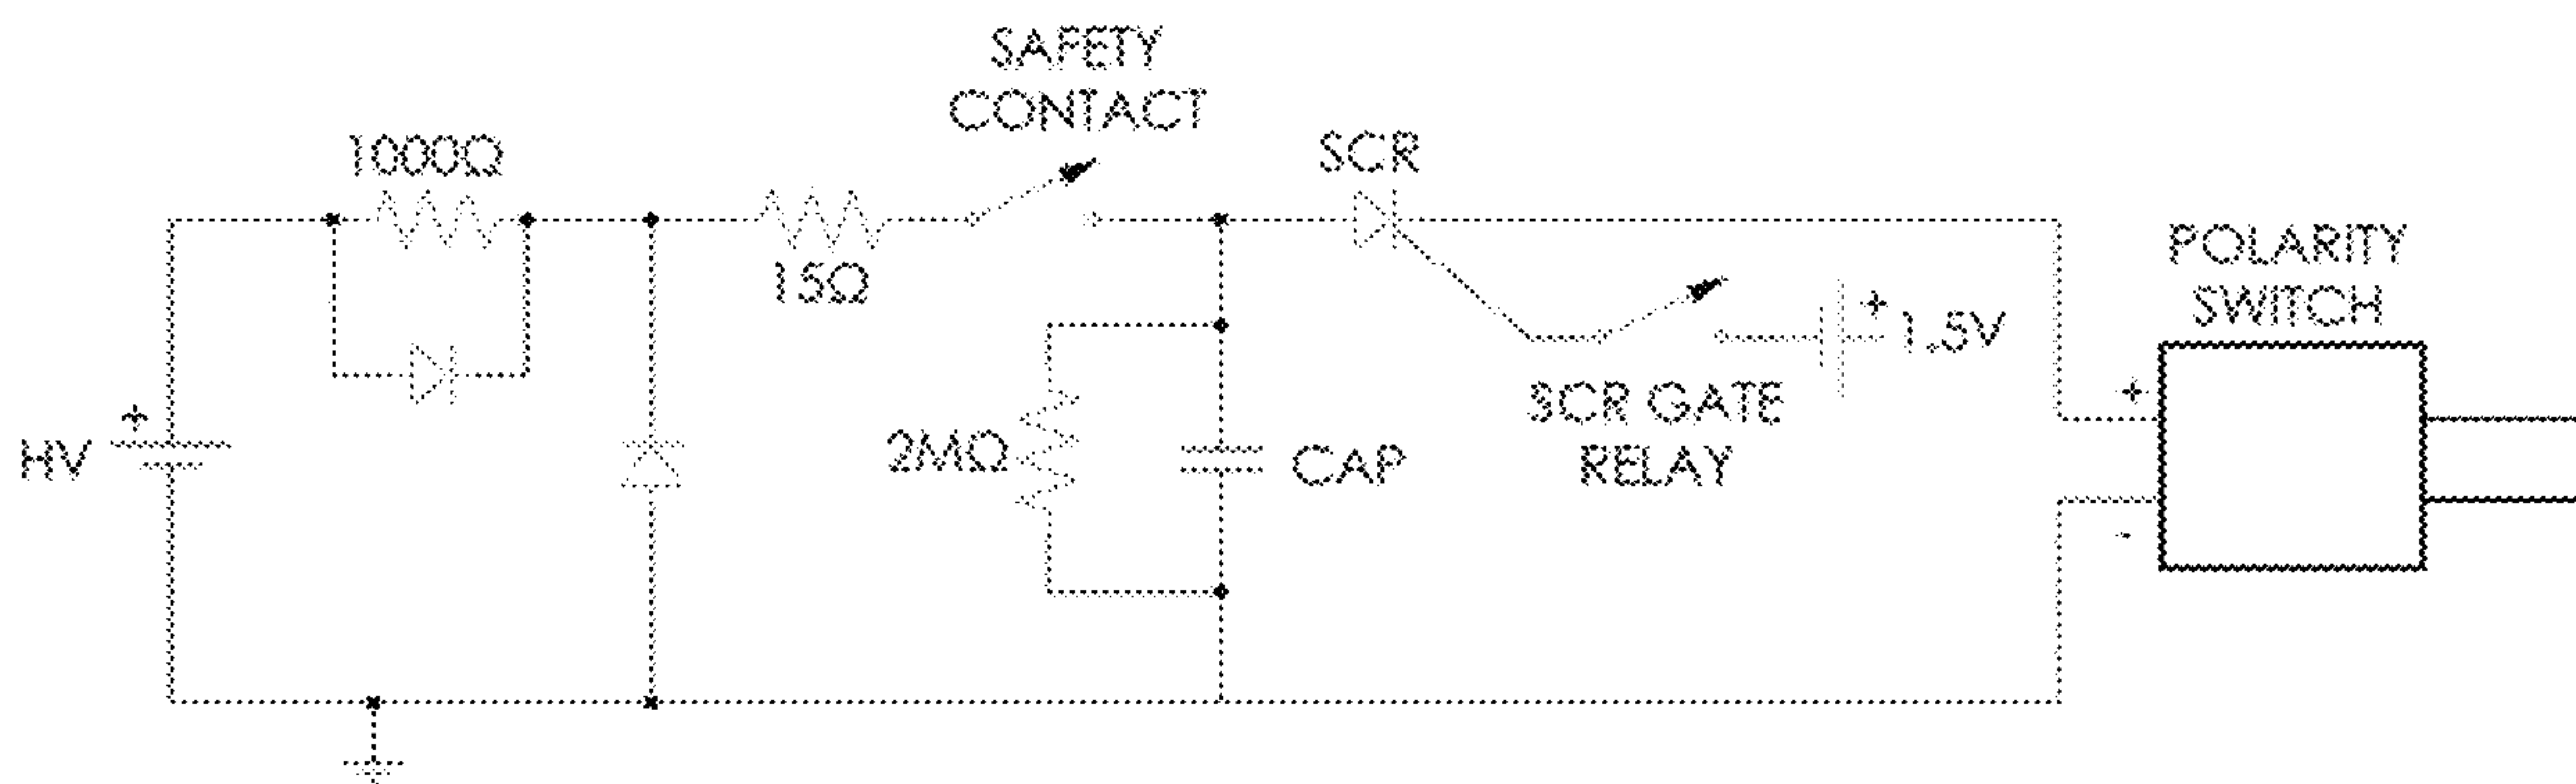 SAFETY
CONTACT
1000Ω
SCR
15Ω
POLARITY
SWITCH
+
1.5V
SCR GATE
RELAY
+
HV
+
2MΩ
CAP
-